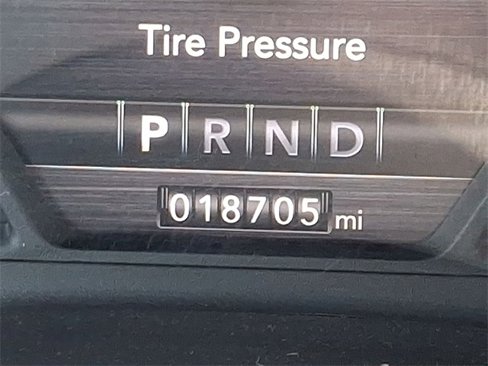 Tire Pressure
P R N D
018705 mi